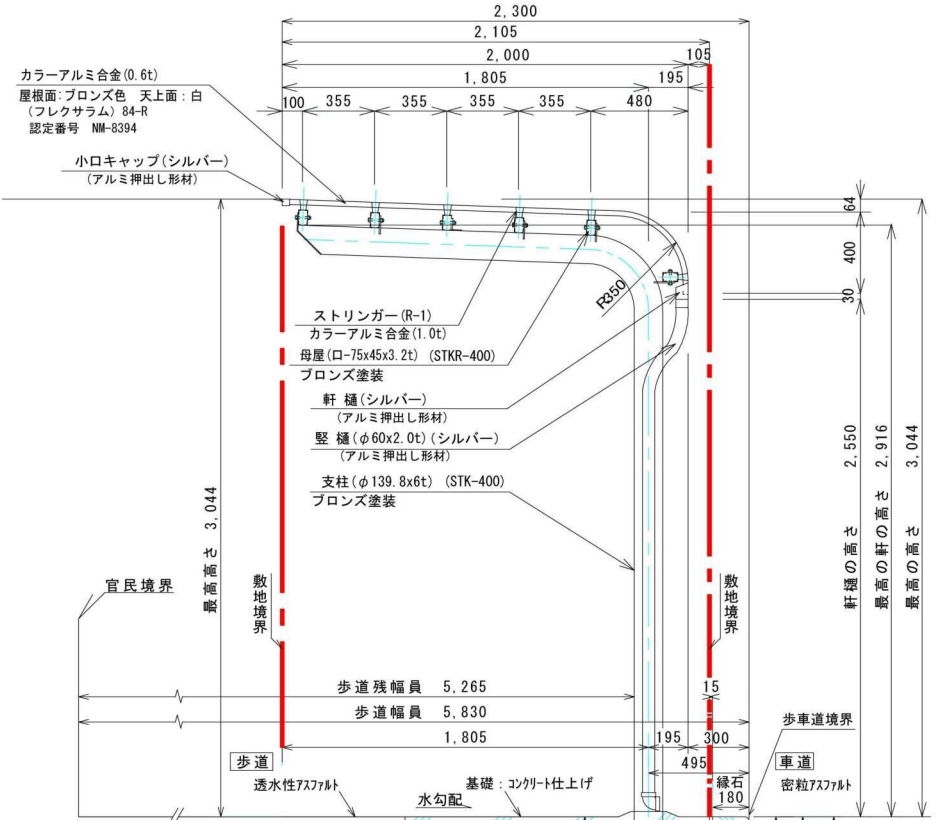 2,300
2,105
2,000
105
1,805
195
100
355
355
355
355
480
カラーアルミ合金(0.6t)
屋根面:ブロンズ色 天上面:白
(フレクサラム) 84-R
認定番号 NM-8394
小口キャップ(シルバー)
(アルミ押出し形材)
64
400
30
R350
ストリンガー(R-1)
カラーアルミ合金(1.0t)
母屋(ロ-75x45x3.2t) (STKR-400)
ブロンズ塗装
軒 樋(シルバー)
(アルミ押出し形材)
竪 樋(φ60x2.0t)(シルバー)
(アルミ押出し形材)
支柱(φ139.8x6t) (STK-400)
ブロンズ塗装
最高高さ 3,044
軒樋の高さ 2,550
最高の軒の高さ 2,916
最高の高さ 3,044
官民境界
敷地境界
敷地境界
歩道残幅員 5,265
15
歩道幅員 5,830
歩車道境界
1,805
195
300
495
歩道
車道
透水性アスファルト
基礎:コンクリート仕上げ
水勾配
縁石
180
密粒アスファルト